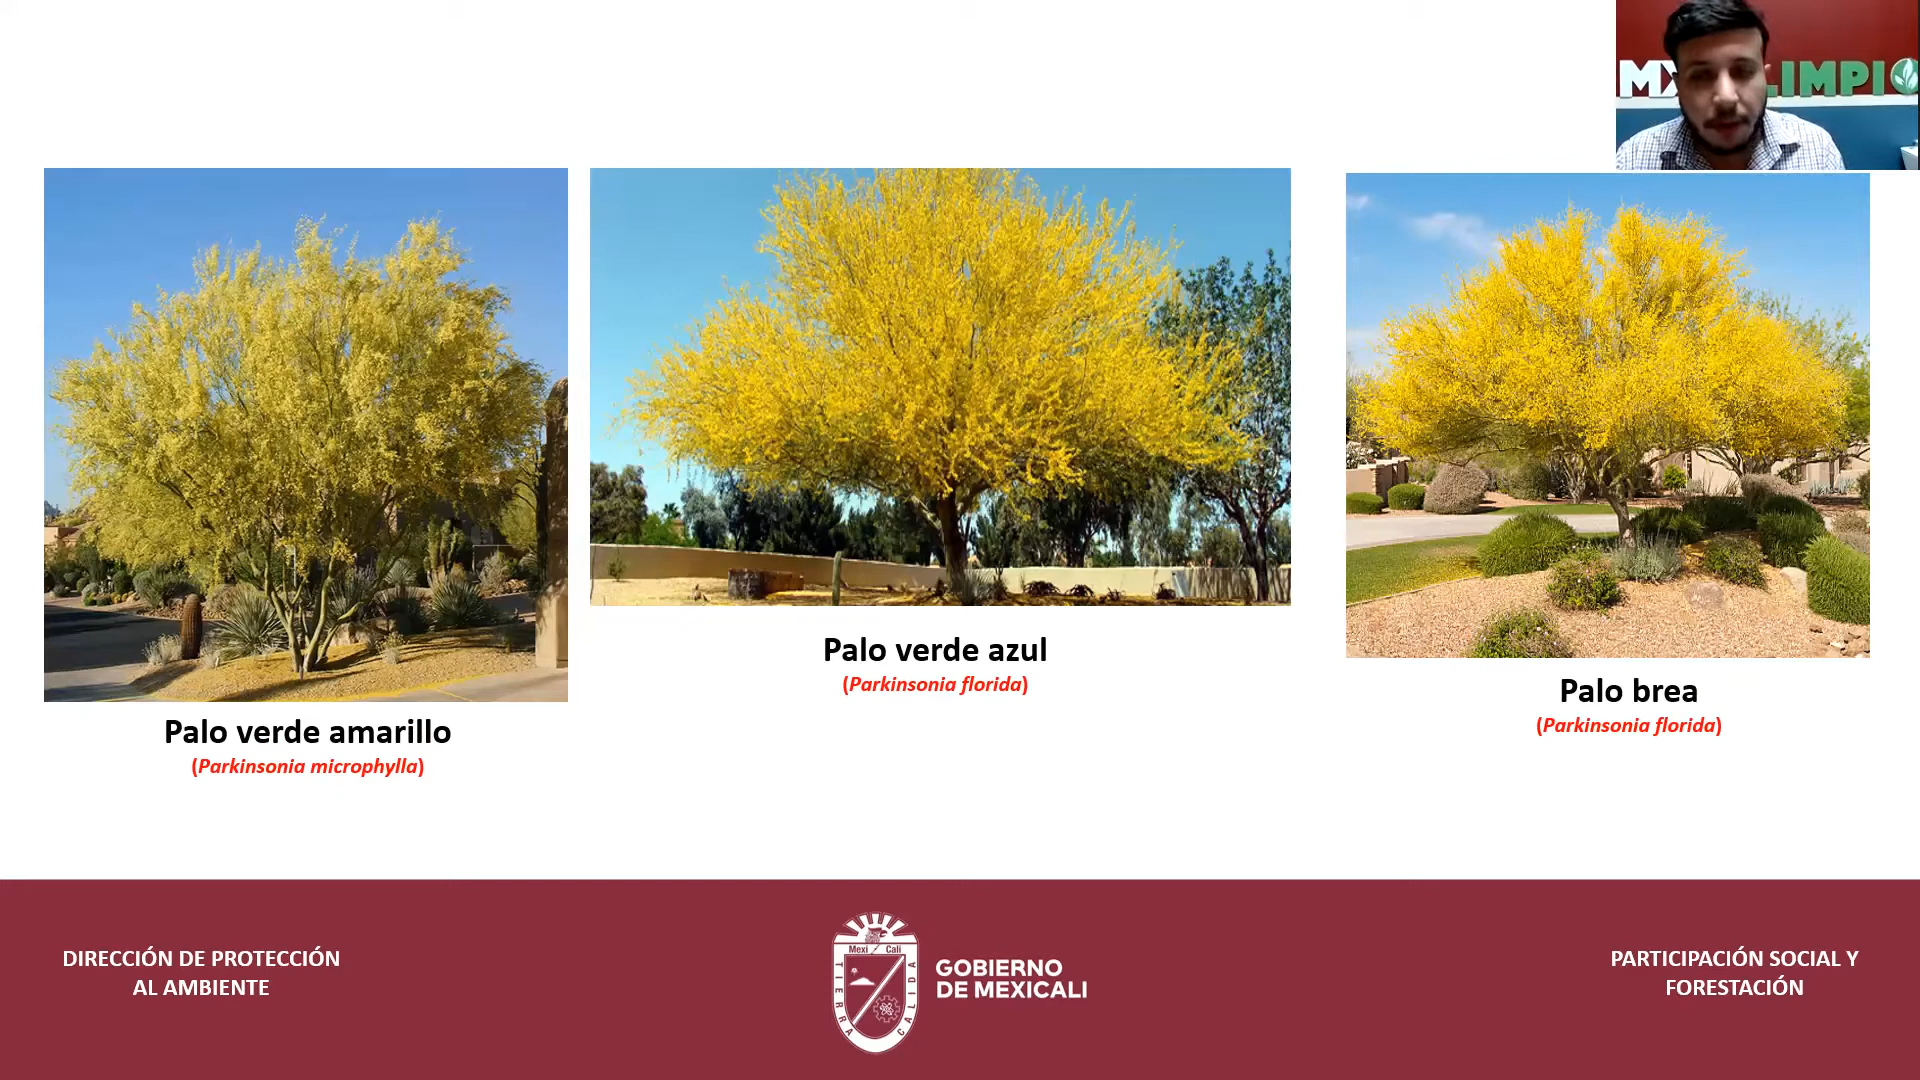 LIMPIO
Palo verde amarillo
(Parkinsonia microphylla)
Palo verde azul
(Parkinsonia florida)
Palo brea
(Parkinsonia florida)
DIRECCIÓN DE PROTECCIÓN
AL AMBIENTE
Mexi Cali
TIERRA
CALIDA
GOBIERNO
DE MEXICALI
PARTICIPACIÓN SOCIAL Y
FORESTACIÓN